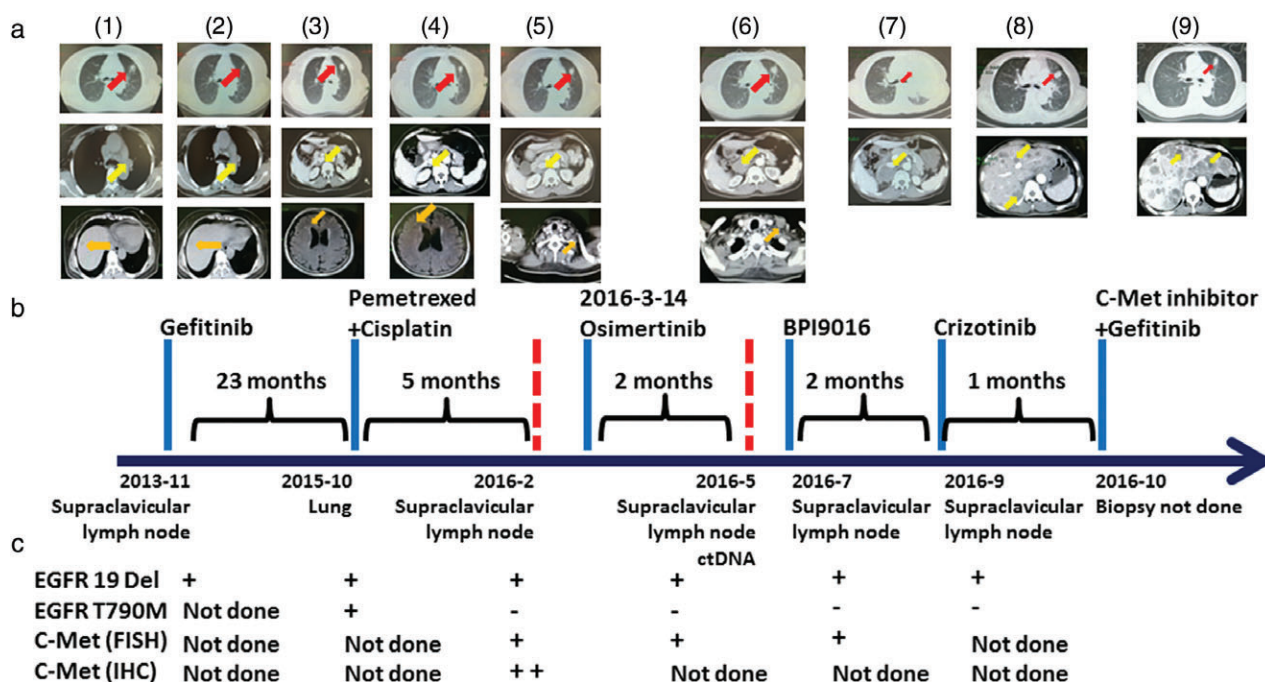 a
(1) (2) (3) (4) (5) (6) (7) (8) (9)
b
Gefitinib
Pemetrexed
+Cisplatin
2016-3-14
Osimertinib
BPI9016
Crizotinib
C-Met inhibitor
+Gefitinib
23 months
5 months
2 months
2 months
1 months
2013-11
Supraclavicular
lymph node
2015-10
Lung
2016-2
Supraclavicular
lymph node
2016-5
Supraclavicular
lymph node
ctDNA
2016-7
Supraclavicular
lymph node
2016-9
Supraclavicular
lymph node
2016-10
Biopsy not done
c
EGFR 19 Del + + + + + +
EGFR T790M Not done + - - - -
C-Met (FISH) Not done Not done + + + Not done
C-Met (IHC) Not done Not done ++ Not done Not done Not done